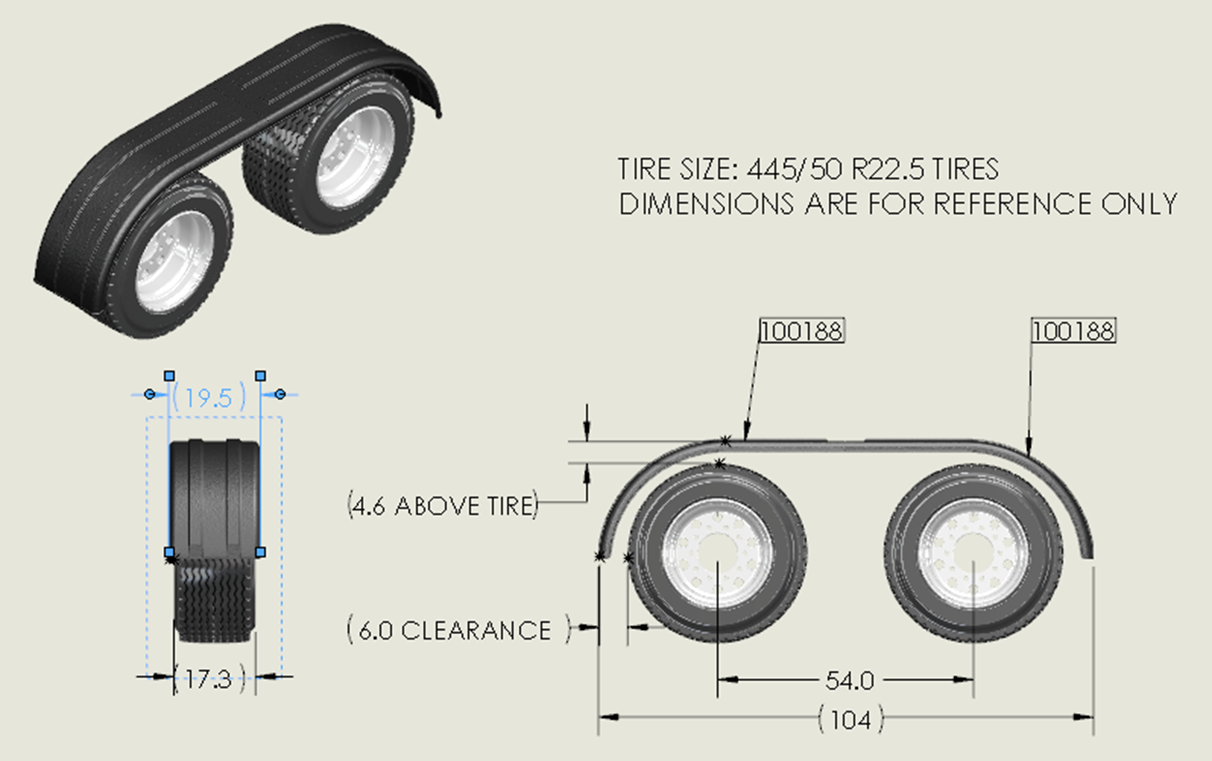 TIRE SIZE: 445/50 R22.5 TIRES
DIMENSIONS ARE FOR REFERENCE ONLY
100188
100188
(19.5)
(4.6 ABOVE TIRE)
(6.0 CLEARANCE)
(17.3)
54.0
(104)